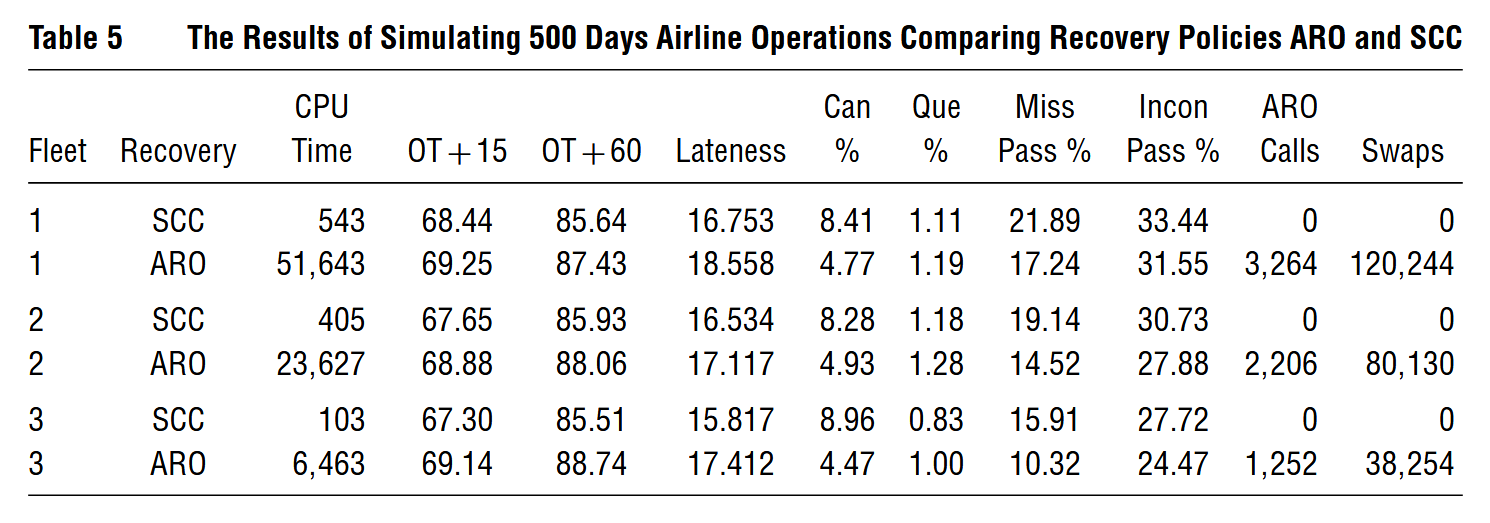 Table 5 The Results of Simulating 500 Days Airline Operations Comparing Recovery Policies ARO and SCC
CPU Can Que Miss Incon ARO
Fleet Recovery Time OT + 15 OT + 60 Lateness % % Pass % Pass % Calls Swaps
1 SCC 543 68.44 85.64 16.753 8.41 1.11 21.89 33.44 0 0
1 ARO 51,643 69.25 87.43 18.558 4.77 1.19 17.24 31.55 3,264 120,244
2 SCC 405 67.65 85.93 16.534 8.28 1.18 19.14 30.73 0 0
2 ARO 23,627 68.88 88.06 17.117 4.93 1.28 14.52 27.88 2,206 80,130
3 SCC 103 67.30 85.51 15.817 8.96 0.83 15.91 27.72 0 0
3 ARO 6,463 69.14 88.74 17.412 4.47 1.00 10.32 24.47 1,252 38,254